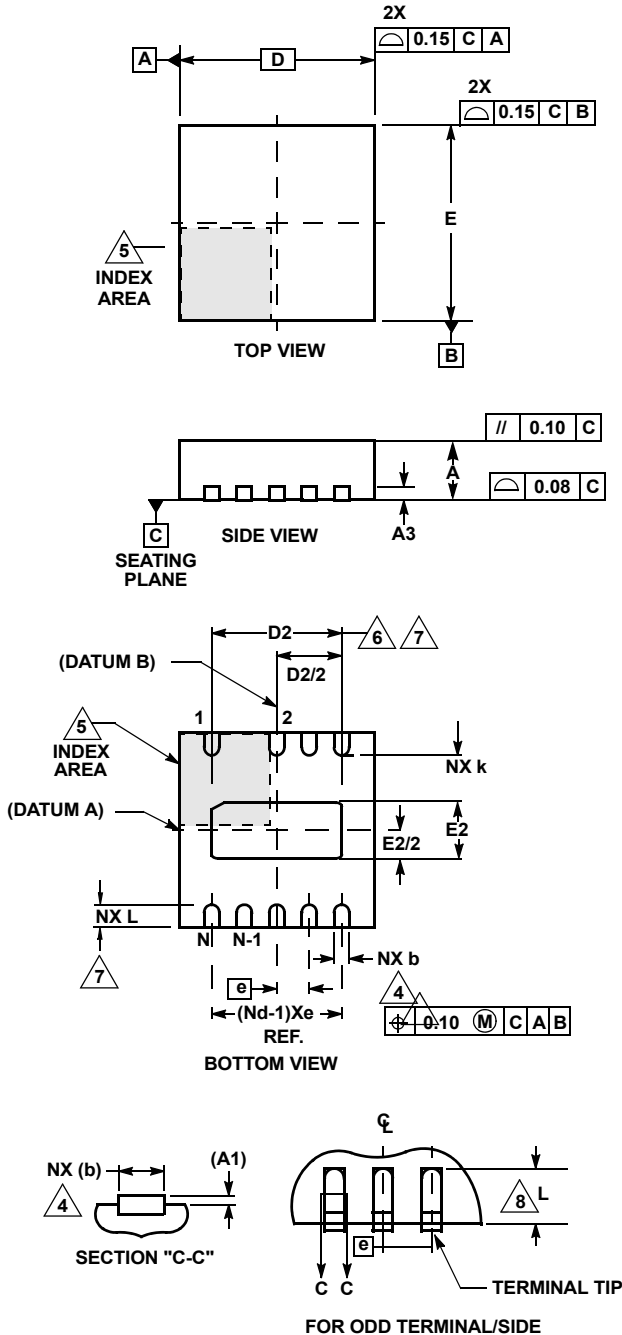 2X
0.15 C A
A
D
2X
0.15 C B
E
5
INDEX
AREA
TOP VIEW
B
// 0.10 C
A
0.08 C
C
SIDE VIEW
A3
SEATING
PLANE
D2
6 7
(DATUM B)
D2/2
1 2
5
INDEX
AREA
NX k
(DATUM A)
E2
E2/2
NX L
N N-1
NX b
7
e
4
(Nd-1)Xe
0.10 M C A B
REF.
BOTTOM VIEW
CL
(A1)
NX (b)
4
8 L
SECTION "C-C"
e
C C
TERMINAL TIP
FOR ODD TERMINAL/SIDE